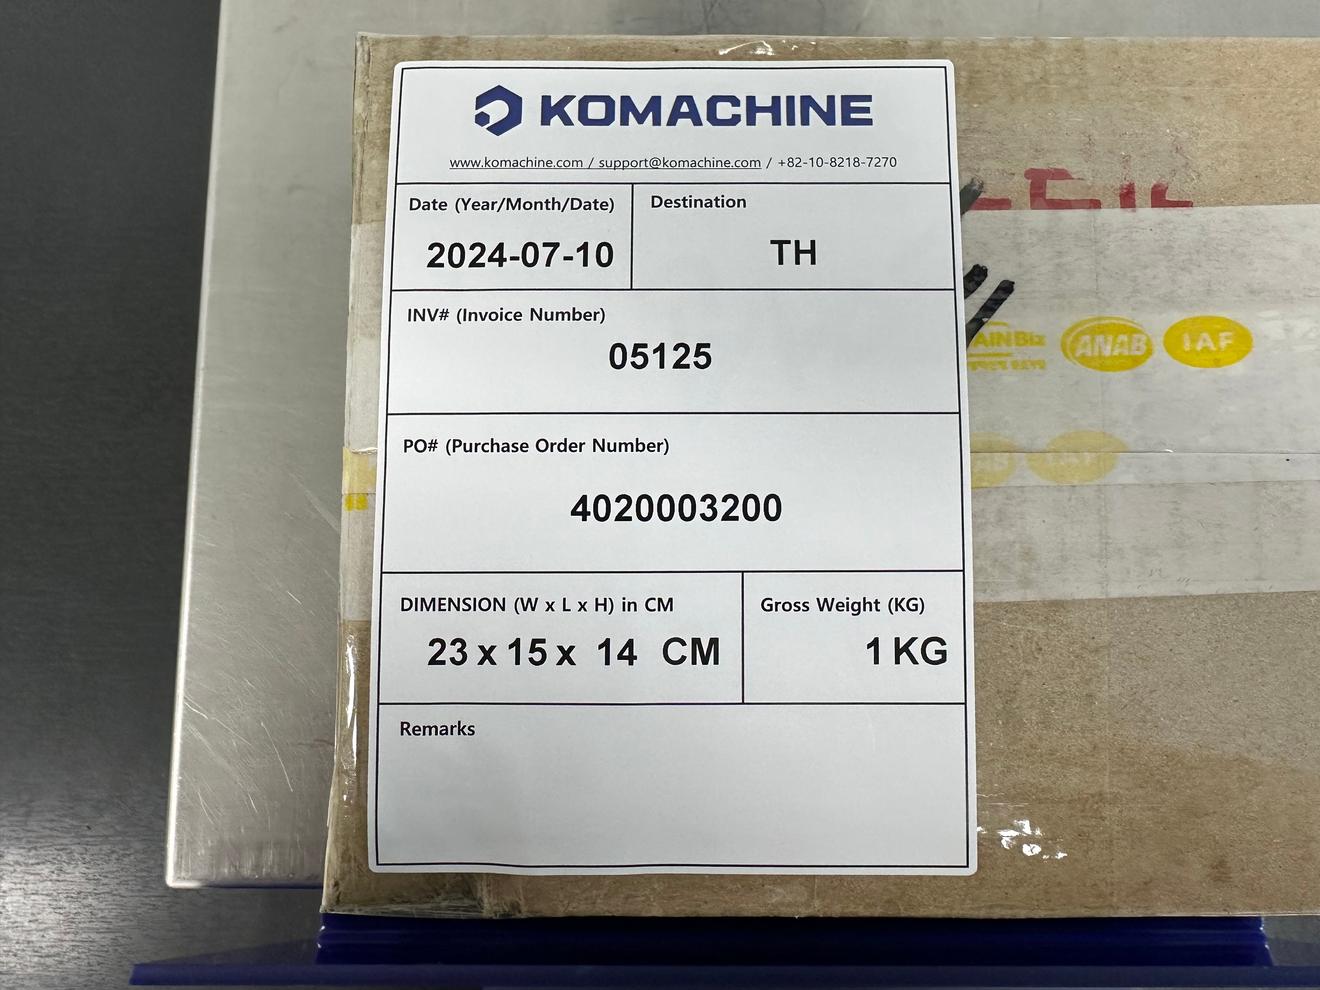 KOMACHINE
www.komachine.com / support@komachine.com / +82-10-8218-7270
Date (Year/Month/Date)
2024-07-10
Destination
TH
INV# (Invoice Number)
05125
PO# (Purchase Order Number)
4020003200
DIMENSION (W x L x H) in CM
23 x 15 x 14 CM
Gross Weight (KG)
1 KG
Remarks
AINBiz
ANAB
IAF